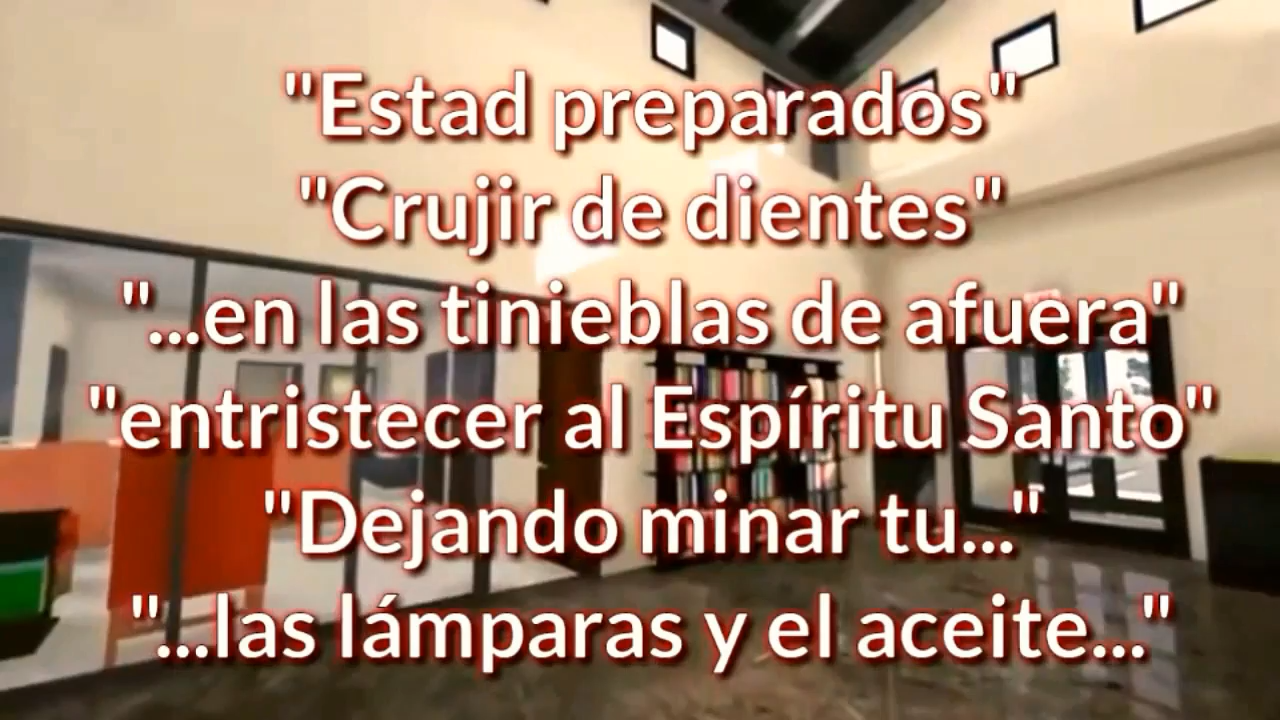 "Estad preparados"
"Crujir de dientes"
"...en las tinieblas de afuera"
"entristecer al Espíritu Santo"
"Dejando minar tu..."
"...las lámparas y el aceite..."